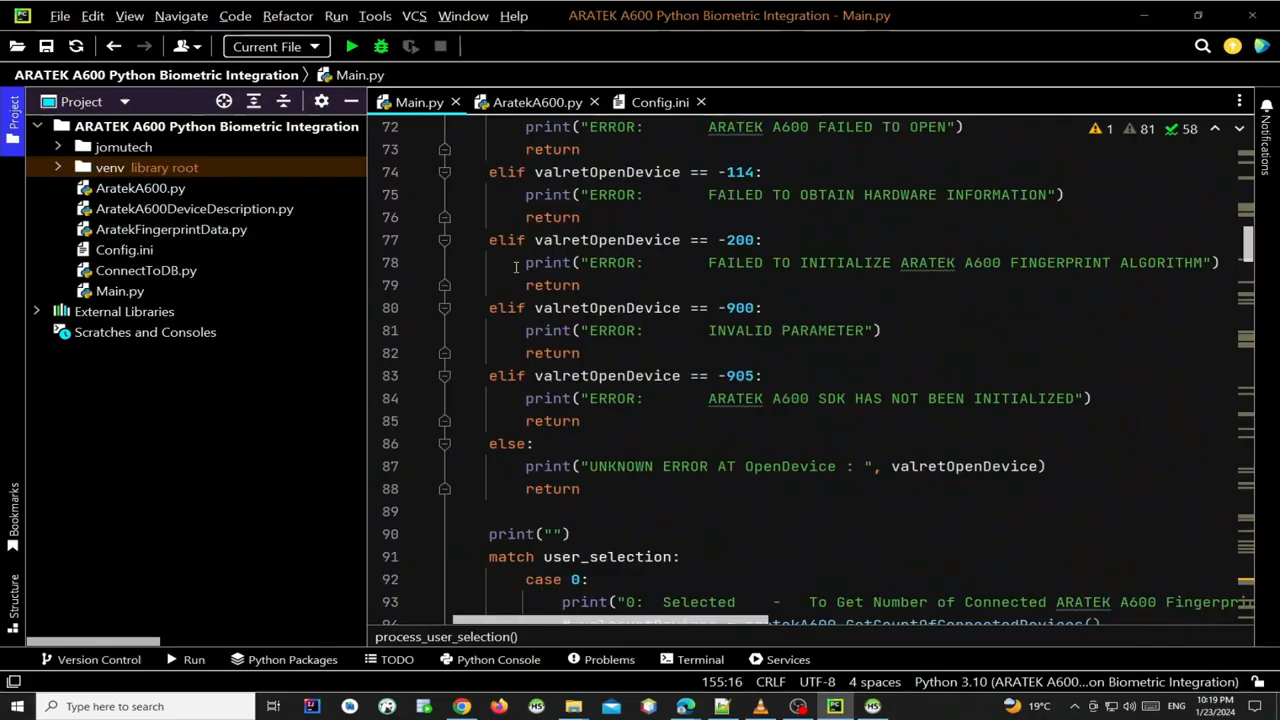 File Edit View Navigate Code Refactor Run Tools VCS Window Help ARATEK A600 Python Biometric Integration - Main.py
Current File
ARATEK A600 Python Biometric Integration Main.py
Project Main.py AratekA600.py Config.ini
ARATEK A600 Python Biometric Integration
jomutech
venv library root
AratekA600.py
AratekA600DeviceDescription.py
AratekFingerprintData.py
Config.ini
ConnectToDB.py
Main.py
External Libraries
Scratches and Consoles
Project
Bookmarks
Structure
72 print("ERROR: ARATEK A600 FAILED TO OPEN")
73 return
74 elif valretOpenDevice == -114:
75 print("ERROR: FAILED TO OBTAIN HARDWARE INFORMATION")
76 return
77 elif valretOpenDevice == -200:
78 print("ERROR: FAILED TO INITIALIZE ARATEK A600 FINGERPRINT ALGORITHM")
79 return
80 elif valretOpenDevice == -900:
81 print("ERROR: INVALID PARAMETER")
82 return
83 elif valretOpenDevice == -905:
84 print("ERROR: ARATEK A600 SDK HAS NOT BEEN INITIALIZED")
85 return
86 else:
87 print("UNKNOWN ERROR AT OpenDevice : ", valretOpenDevice)
88 return
89
90 print("")
91 match user_selection:
92 case 0:
93 print("0: Selected - To Get Number of Connected ARATEK A600
1 81 58
Notifications
process_user_selection()
Version Control Run Python Packages TODO Python Console Problems Terminal Services
155:16 CRLF UTF-8 4 spaces Python 3.10 (ARATEK A600...on Biometric Integration)
Type here to search 19°C ENG 10:19 PM
1/23/2024